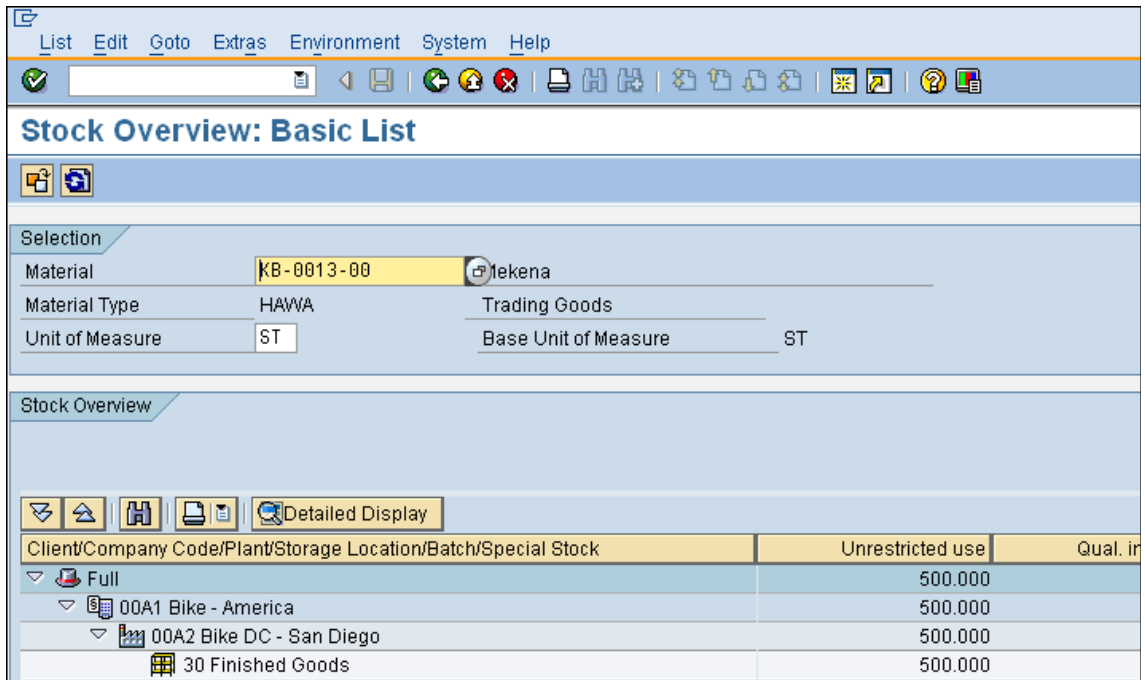 List Edit Goto Extras Environment System Help
Stock Overview: Basic List
Selection
Material KB-0013-00 Mekena
Material Type HAWA Trading Goods
Unit of Measure ST Base Unit of Measure ST
Stock Overview
Detailed Display
Client/Company Code/Plant/Storage Location/Batch/Special Stock Unrestricted use Qual. in
Full 500.000
00A1 Bike - America 500.000
00A2 Bike DC - San Diego 500.000
30 Finished Goods 500.000